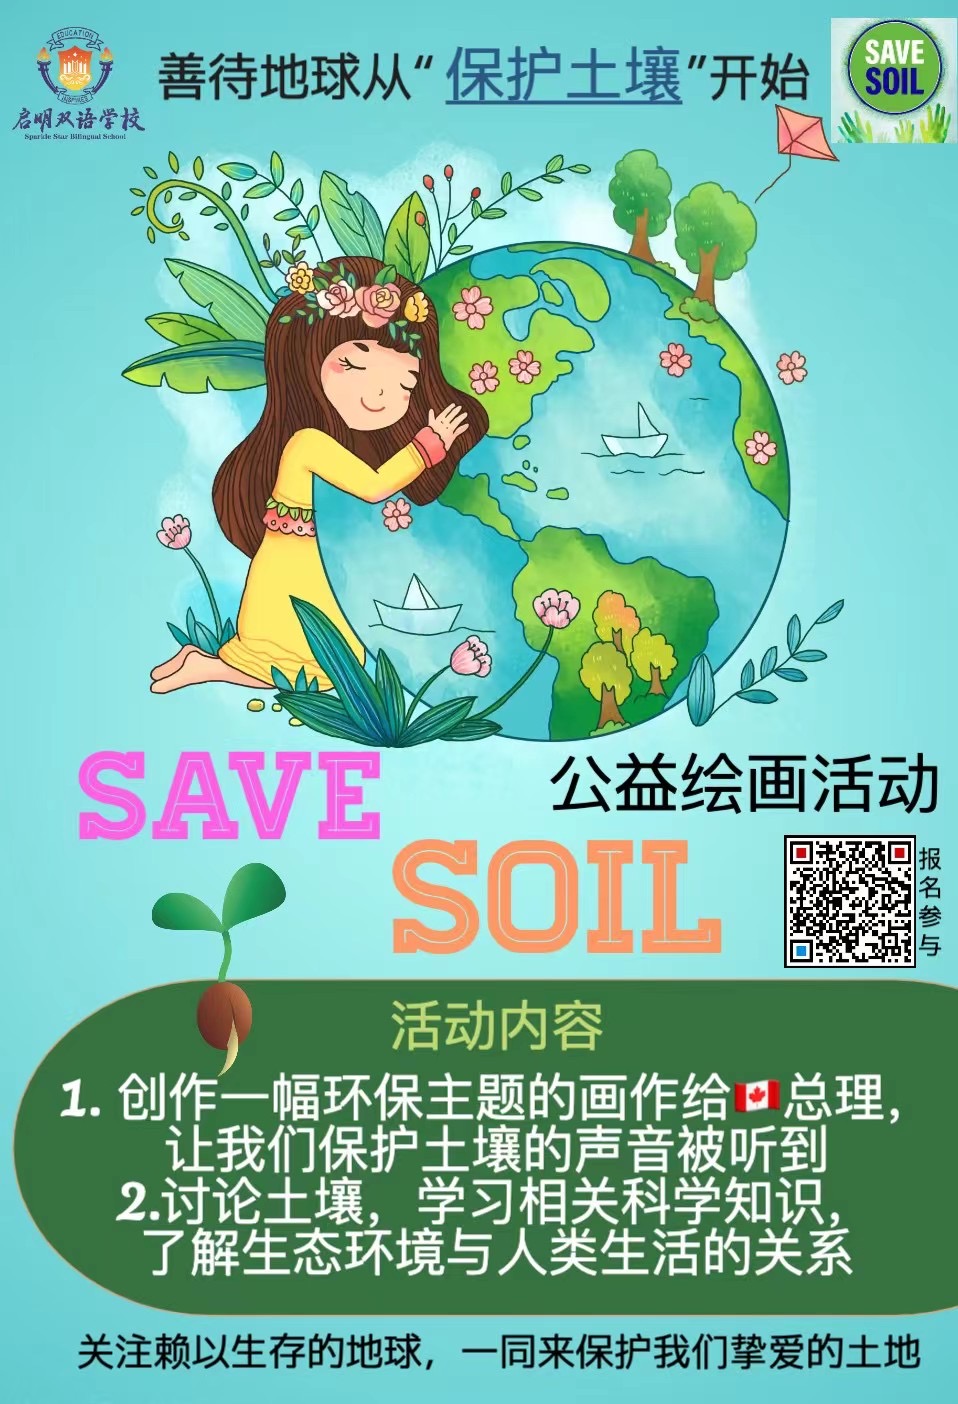 EDUCATION
INSPIRES
启明双语学校
Sparkle Star Bilingual School
善待地球从“保护土壤”开始
SAVE
SOIL
SAVE
公益绘画活动
SOIL
报名参与
活动内容
1. 创作一幅环保主题的画作给🇨🇦总理，
让我们保护土壤的声音被听到
2.讨论土壤，学习相关科学知识，
了解生态环境与人类生活的关系
关注赖以生存的地球，一同来保护我们挚爱的土地